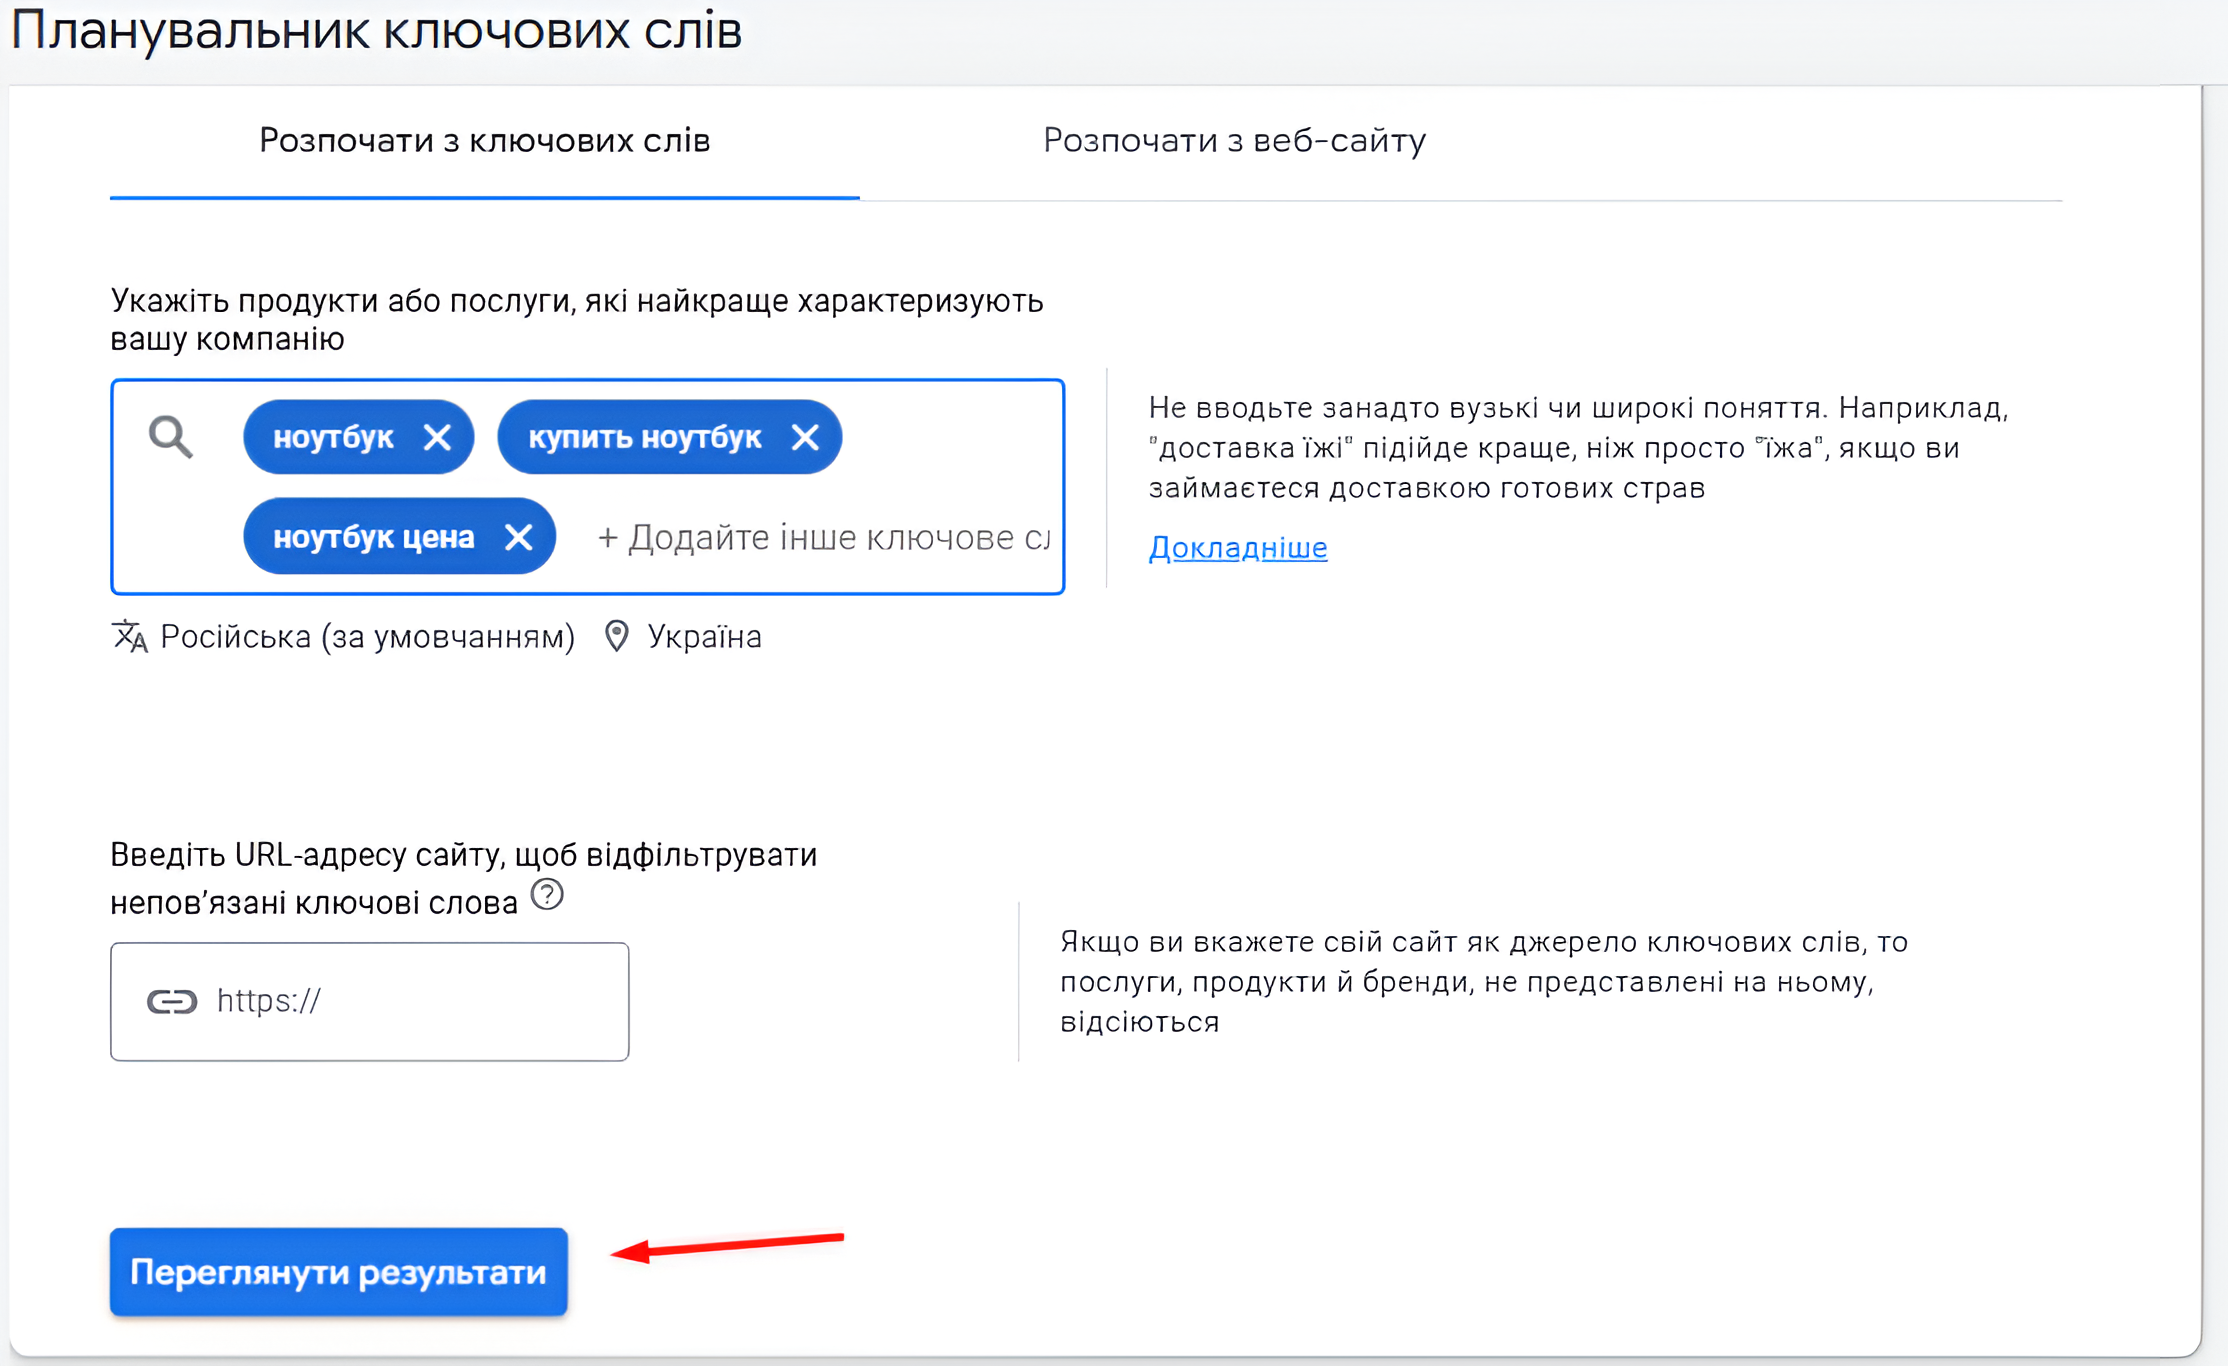 Планувальник ключових слів
Розпочати з ключових слів
Розпочати з веб-сайту
Укажіть продукти або послуги, які найкраще характеризують
вашу компанію
ноутбук
купить ноутбук
ноутбук цена
+ Додайте інше ключове сл
Не вводьте занадто вузькі чи широкі поняття. Наприклад,
"доставка їжі" підійде краще, ніж просто "їжа", якщо ви
займаєтеся доставкою готових страв
Докладніше
Російська (за умовчанням)
Україна
Введіть URL-адресу сайту, щоб відфільтрувати
непов’язані ключові слова
https://
Якщо ви вкажете свій сайт як джерело ключових слів, то
послуги, продукти й бренди, не представлені на ньому,
відсіються
Переглянути результати